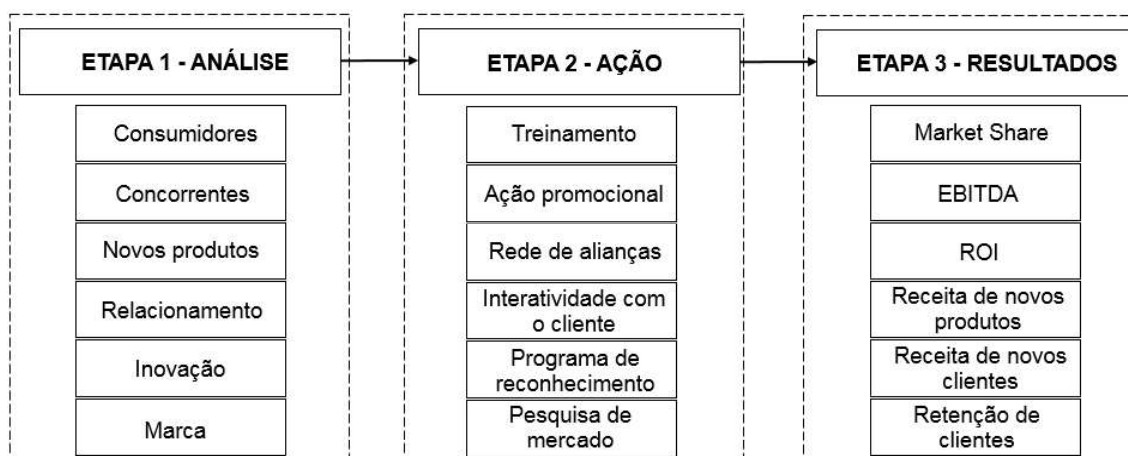 ETAPA 1 - ANÁLISE
Consumidores
Concorrentes
Novos produtos
Relacionamento
Inovação
Marca
ETAPA 2 - AÇÃO
Treinamento
Ação promocional
Rede de alianças
Interatividade com
o cliente
Programa de
reconhecimento
Pesquisa de
mercado
ETAPA 3 - RESULTADOS
Market Share
EBITDA
ROI
Receita de novos
produtos
Receita de novos
clientes
Retenção de
clientes